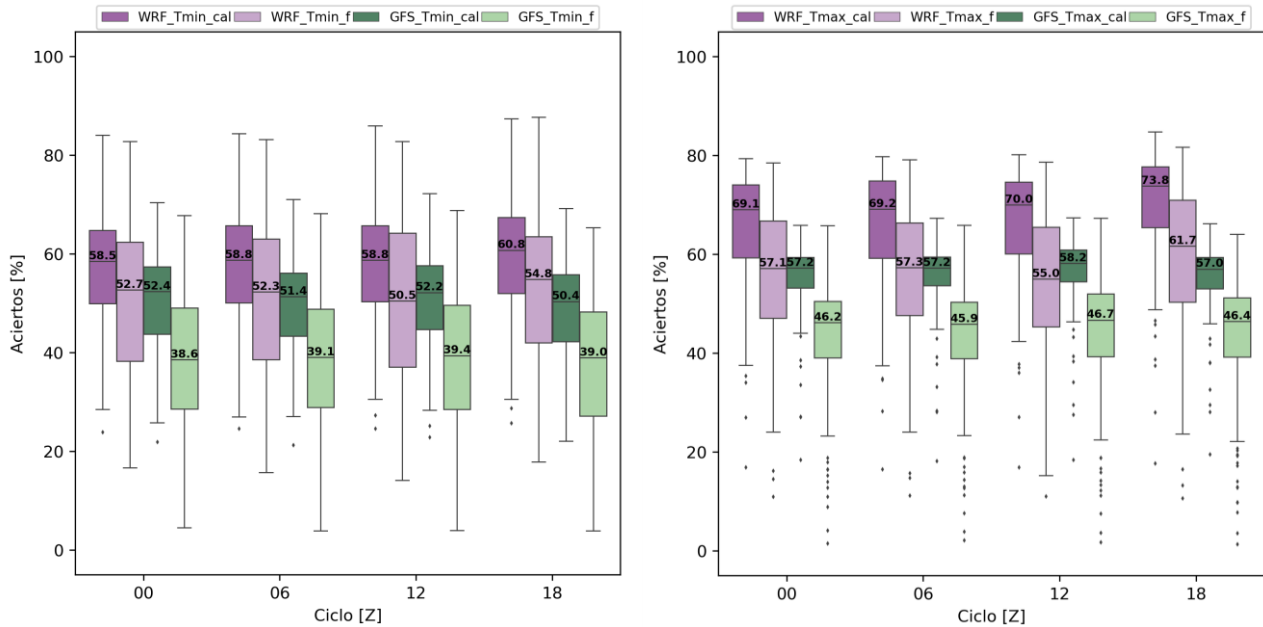 WRF_Tmin_cal WRF_Tmin_f GFS_Tmin_cal GFS_Tmin_f
100
80
60
40
20
0
Aciertos [%]
58.5 52.7 52.4 38.6
58.8 52.3 51.4 39.1
58.8 50.5 52.2 39.4
60.8 54.8 50.4 39.0
00 06 12 18
Ciclo [Z]
WRF_Tmax_cal WRF_Tmax_f GFS_Tmax_cal GFS_Tmax_f
100
80
60
40
20
0
Aciertos [%]
69.1 57.1 57.2 46.2
69.2 57.3 57.2 45.9
70.0 55.0 58.2 46.7
73.8 61.7 57.0 46.4
00 06 12 18
Ciclo [Z]